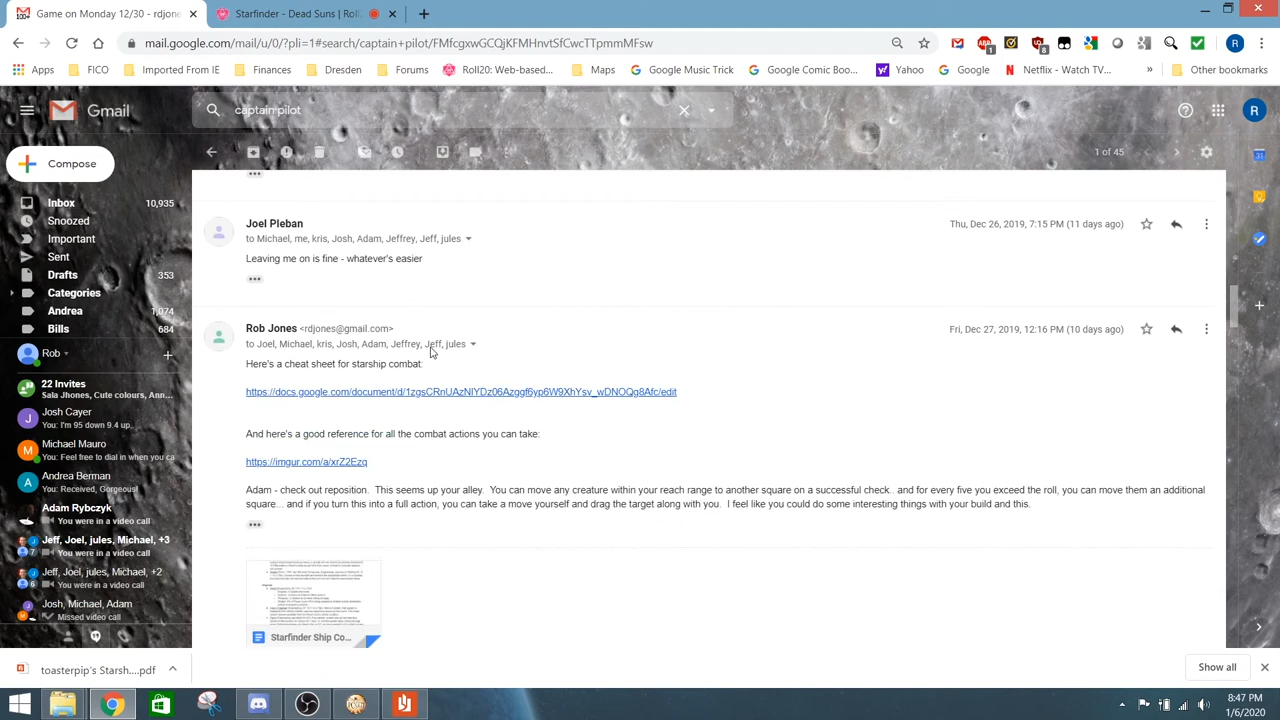 Game on Monday 12/30 - rdjone
Starfinder - Dead Suns | Roll
mail.google.com/mail/u/0/?pli=1#search/captain+pilot/FMfcgxwGCQjKFMHnvtSfCwcTTpmmMFsw
Apps
FICO
Imported From IE
Finances
Dresden
Forums
Roll20: Web-based...
Maps
Google Music Trick
Google Comic Boo...
Yahoo
Google
Netflix - Watch TV...
»
Other bookmarks
Gmail
captain pilot
R
Compose
1 of 45
Inbox 10,935
Snoozed
Important
Sent
Drafts 353
Categories
Andrea 1,074
Bills 684
Rob
22 Invites
Sala Jhones, Cute colours, Ann...
Josh Cayer
You: I'm 95 down 9.4 up.
Michael Mauro
You: Feel free to dial in when you ca
Andrea Berman
You: Received, Gorgeous!
Adam Rybczyk
You were in a video call
Jeff, Joel, jules, Michael, +3
You were in a video call
Jeff, Joel, jules, Michael, +2
You were in a video call
Josh, Michael, Adam
Missed video call
Joel Pleban
Thu, Dec 26, 2019, 7:15 PM (11 days ago)
to Michael, me, kris, Josh, Adam, Jeffrey, Jeff, jules
Leaving me on is fine - whatever's easier
Rob Jones <rdjones@gmail.com>
Fri, Dec 27, 2019, 12:16 PM (10 days ago)
to Joel, Michael, kris, Josh, Adam, Jeffrey, Jeff, jules
Here's a cheat sheet for starship combat:
https://docs.google.com/document/d/1zgsCRnUAzNIYDz06Azggf6yp6W9XhYsv_wDNOQg8Afc/edit
And here's a good reference for all the combat actions you can take:
https://imgur.com/a/xrZ2Ezq
Adam - check out reposition. This seems up your alley. You can move any creature within your reach range to another square on a successful check.. and for every five you exceed the roll, you can move them an additional
square... and if you turn this into a full action, you can take a move yourself and drag the target along with you. I feel like you could do some interesting things with your build and this.
Starfinder Ship Co...
toasterpip's Starsh....pdf
Show all
8:47 PM
1/6/2020